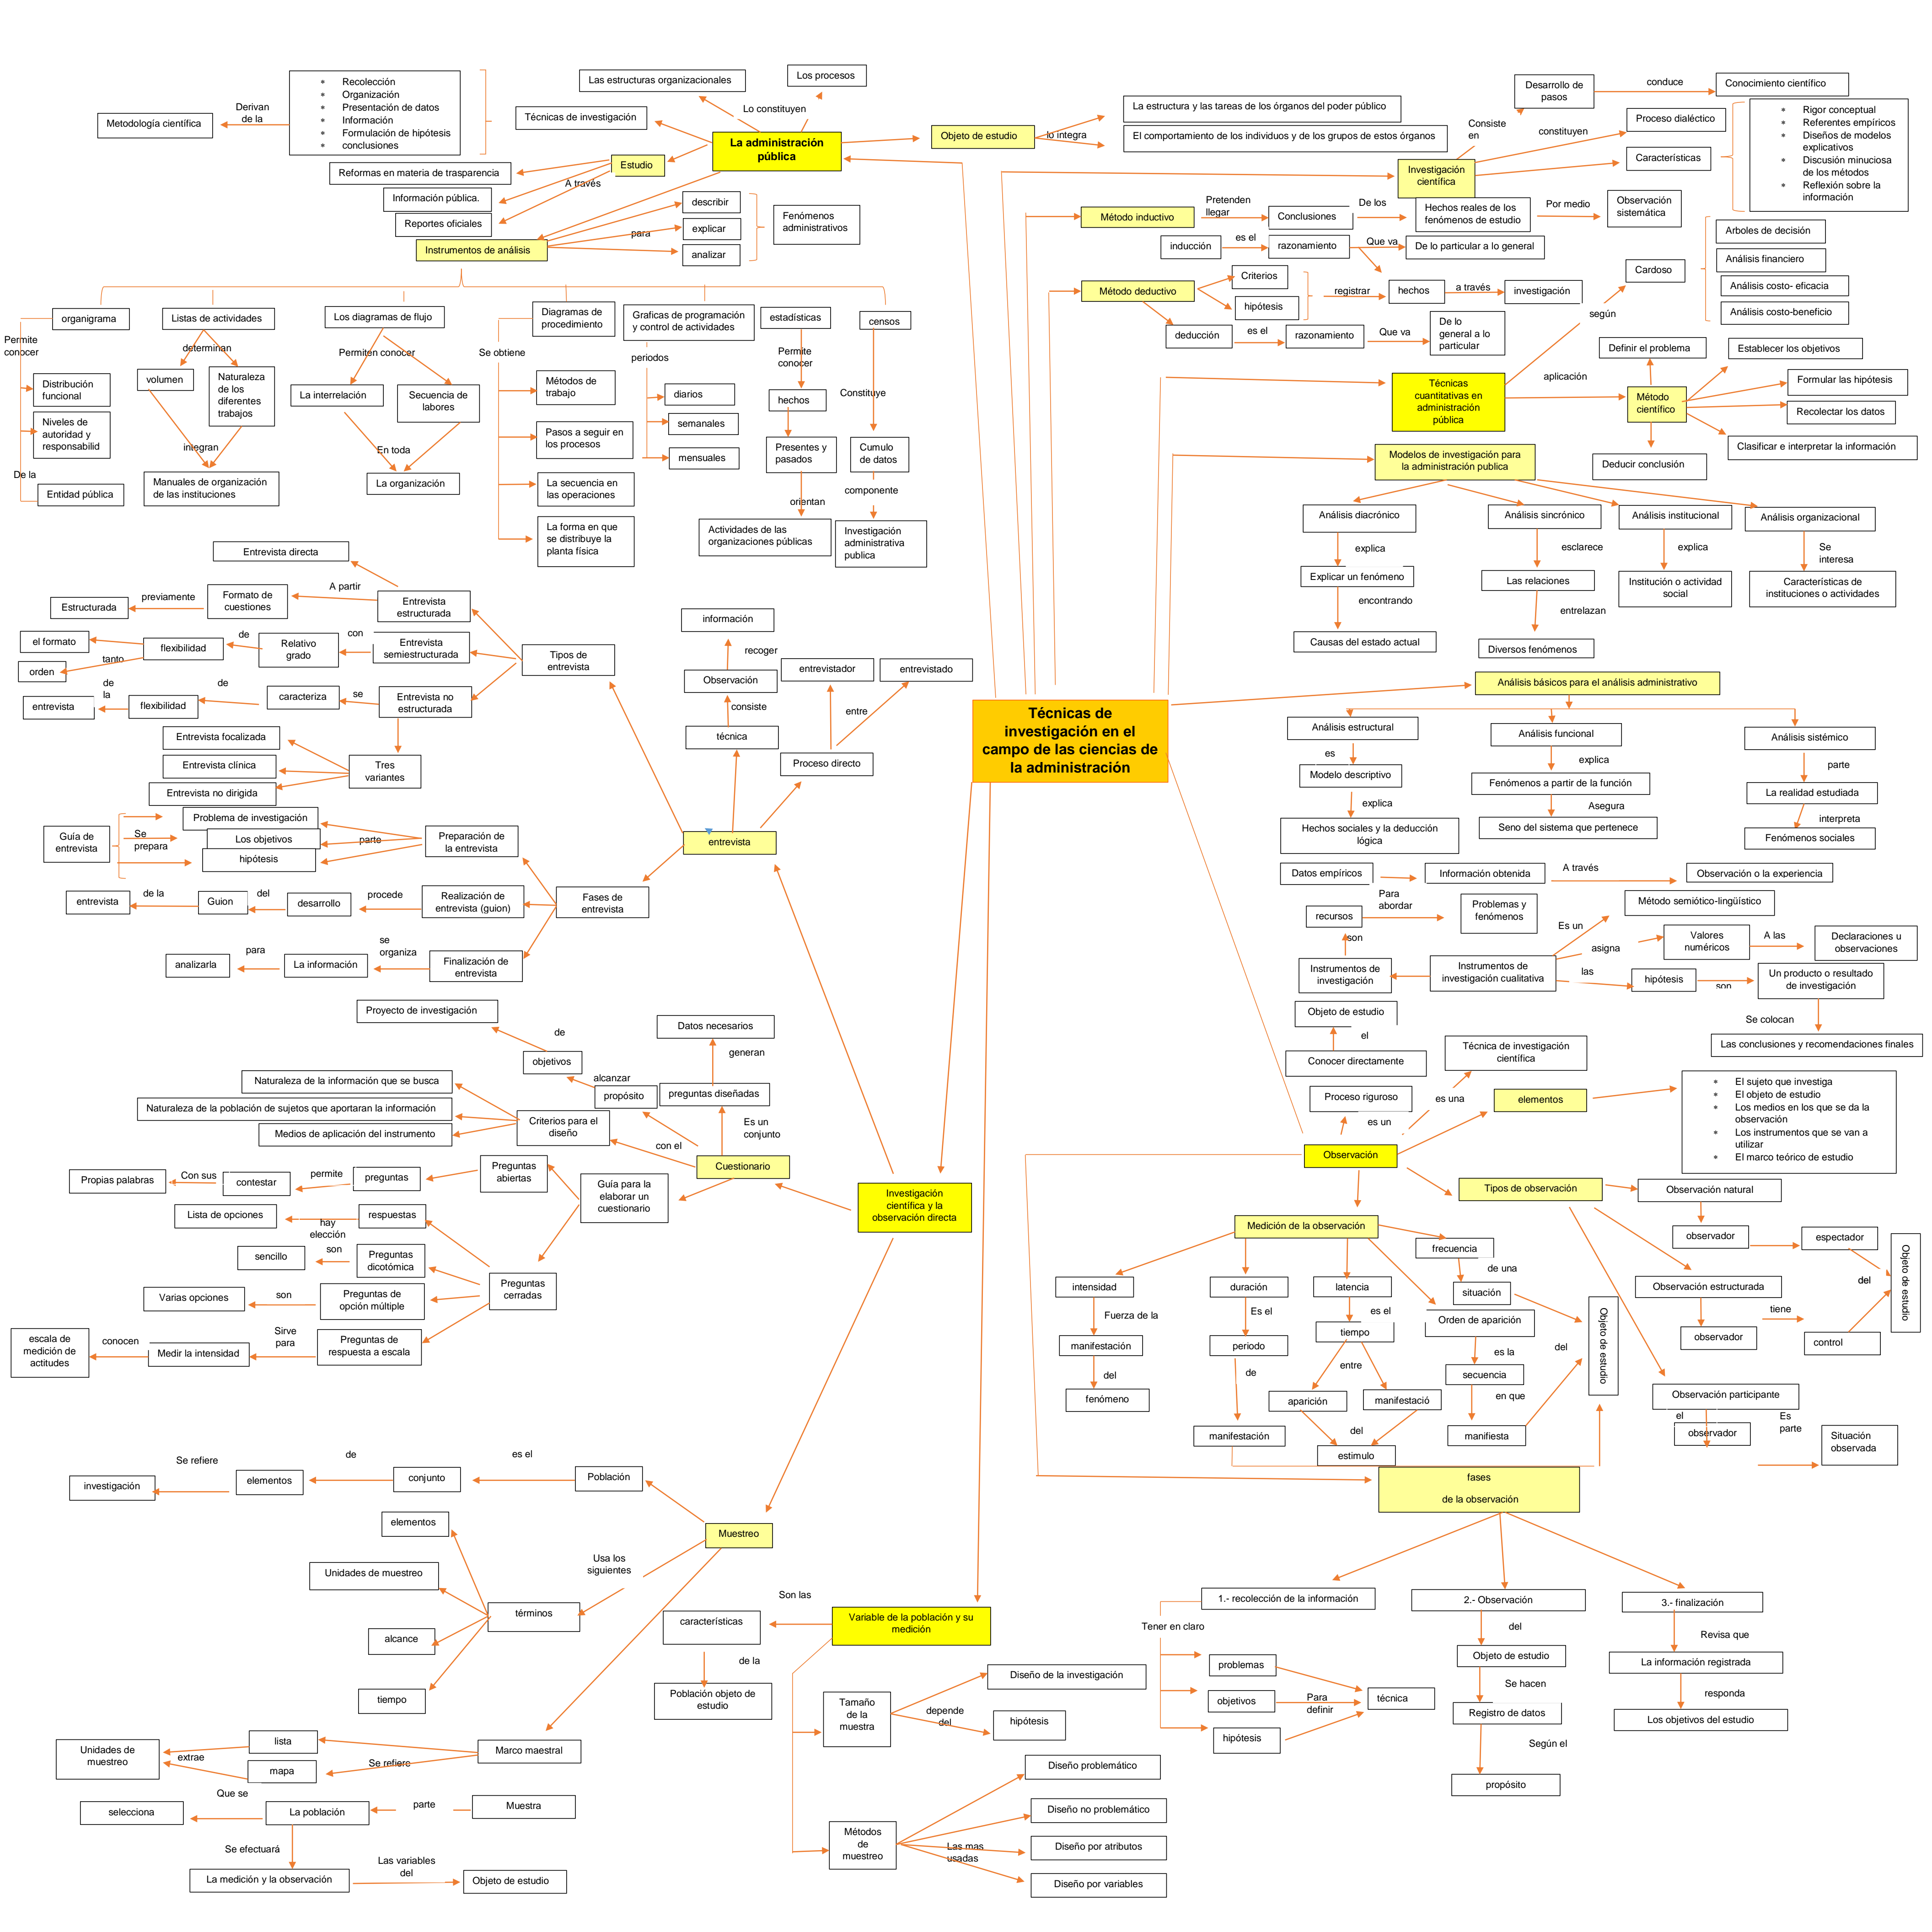 Las estructuras organizacionales
Los procesos
Lo constituyen
Recolección
Organización
Presentación de datos
Información
Formulación de hipótesis
conclusiones
Derivan
de la
Metodología científica
Técnicas de investigación
La administración
pública
Objeto de estudio
lo integra
La estructura y las tareas de los órganos del poder público
El comportamiento de los individuos y de los grupos de estos órganos
Estudio
A través
Reformas en materia de trasparencia
Información pública.
Reportes oficiales
Instrumentos de análisis
para
describir
explicar
analizar
Fenómenos
administrativos
organigrama
Permite
conocer
Distribución
funcional
Niveles de
autoridad y
responsabilid
De la
Entidad pública
Listas de actividades
determinan
volumen
Naturaleza
de los
diferentes
trabajos
integran
Manuales de organización
de las instituciones
Los diagramas de flujo
Permiten conocer
La interrelación
Secuencia de
labores
En toda
La organización
Diagramas de
procedimiento
Se obtiene
Métodos de
trabajo
Pasos a seguir en
los procesos
La secuencia en
las operaciones
La forma en que
se distribuye la
planta física
Graficas de programación
y control de actividades
periodos
diarios
semanales
mensuales
estadísticas
Permite
conocer
hechos
Presentes y
pasados
orientan
Actividades de las
organizaciones públicas
censos
Constituye
Cumulo
de datos
componente
Investigación
administrativa
publica
Desarrollo de
pasos
conduce
Conocimiento científico
Consiste
en
constituyen
Proceso dialéctico
Características
Investigación
científica
Rigor conceptual
Referentes empíricos
Diseños de modelos
explicativos
Discusión minuciosa
de los métodos
Reflexión sobre la
información
Método inductivo
Pretenden
llegar
Conclusiones
De los
Hechos reales de los
fenómenos de estudio
Por medio
Observación
sistemática
inducción
es el
razonamiento
Que va
De lo particular a lo general
Método deductivo
Criterios
hipótesis
registrar
hechos
a través
investigación
deducción
es el
razonamiento
Que va
De lo
general a lo
particular
según
Cardoso
Arboles de decisión
Análisis financiero
Análisis costo- eficacia
Análisis costo-beneficio
Técnicas
cuantitativas en
administración
pública
aplicación
Método
científico
Definir el problema
Establecer los objetivos
Formular las hipótesis
Recolectar los datos
Clasificar e interpretar la información
Deducir conclusión
Modelos de investigación para
la administración publica
Análisis diacrónico
explica
Explicar un fenómeno
encontrando
Causas del estado actual
Análisis sincrónico
esclarece
Las relaciones
entrelazan
Diversos fenómenos
Análisis institucional
explica
Institución o actividad
social
Análisis organizacional
Se
interesa
Características de
instituciones o actividades
Técnicas de
investigación en el
campo de las ciencias de
la administración
Análisis básicos para el análisis administrativo
Análisis estructural
es
Modelo descriptivo
explica
Hechos sociales y la deducción
lógica
Análisis funcional
explica
Fenómenos a partir de la función
Asegura
Seno del sistema que pertenece
Análisis sistémico
parte
La realidad estudiada
interpreta
Fenómenos sociales
Entrevista directa
A partir
Formato de
cuestiones
previamente
Estructurada
Entrevista
estructurada
el formato
orden
tanto
de
flexibilidad
con
Relativo
grado
Entrevista
semiestructurada
Tipos de
entrevista
de
la
entrevista
flexibilidad
de
caracteriza
se
Entrevista no
estructurada
Entrevista focalizada
Entrevista clínica
Entrevista no dirigida
Tres
variantes
información
recoger
Observación
consiste
técnica
entrevistador
entrevistado
entre
Proceso directo
entrevista
Guía de
entrevista
Se
prepara
Problema de investigación
Los objetivos
hipótesis
parte
Preparación de
la entrevista
entrevista
de la
Guion
del
desarrollo
procede
Realización de
entrevista (guion)
Fases de
entrevista
analizarla
para
La información
se
organiza
Finalización de
entrevista
Datos empíricos
Información obtenida
A través
Observación o la experiencia
recursos
Para
abordar
Problemas y
fenómenos
son
Instrumentos de
investigación
Instrumentos de
investigación cualitativa
Es un
Método semiótico-lingüístico
asigna
Valores
numéricos
A las
Declaraciones u
observaciones
las
hipótesis
son
Un producto o resultado
de investigación
Se colocan
Las conclusiones y recomendaciones finales
Objeto de estudio
el
Conocer directamente
Técnica de investigación
científica
Proceso riguroso
es un
es una
elementos
El sujeto que investiga
El objeto de estudio
Los medios en los que se da la
observación
Los instrumentos que se van a
utilizar
El marco teórico de estudio
Observación
Proyecto de investigación
de
objetivos
alcanzar
propósito
Datos necesarios
generan
preguntas diseñadas
Es un
conjunto
Naturaleza de la información que se busca
Naturaleza de la población de sujetos que aportaran la información
Medios de aplicación del instrumento
Criterios para el
diseño
con el
Cuestionario
Propias palabras
Con sus
contestar
permite
preguntas
Preguntas
abiertas
Guía para la
elaborar un
cuestionario
Investigación
científica y la
observación directa
Lista de opciones
hay
elección
respuestas
sencillo
son
Preguntas
dicotómica
Varias opciones
son
Preguntas de
opción múltiple
Preguntas
cerradas
escala de
medición de
actitudes
conocen
Medir la intensidad
Sirve
para
Preguntas de
respuesta a escala
Tipos de observación
Observación natural
observador
espectador
del
Objeto de estudio
Observación estructurada
observador
tiene
control
Observación participante
el
observador
Es
parte
Situación
observada
Medición de la observación
intensidad
Fuerza de la
manifestación
del
fenómeno
duración
Es el
periodo
de
manifestación
latencia
es el
tiempo
entre
aparición
manifestació
del
estimulo
frecuencia
de una
situación
Orden de aparición
es la
secuencia
en que
manifiesta
del
Objeto de estudio
fases
de la observación
1.- recolección de la información
Tener en claro
problemas
objetivos
hipótesis
Para
definir
técnica
2.- Observación
del
Objeto de estudio
Se hacen
Registro de datos
Según el
propósito
3.- finalización
Revisa que
La información registrada
responda
Los objetivos del estudio
investigación
Se refiere
elementos
de
conjunto
es el
Población
Muestreo
elementos
Unidades de muestreo
alcance
tiempo
términos
Usa los
siguientes
Unidades de
muestreo
extrae
lista
mapa
Se refiere
Marco maestral
selecciona
Que se
La población
parte
Muestra
Se efectuará
La medición y la observación
Las variables
del
Objeto de estudio
Son las
características
de la
Población objeto de
estudio
Variable de la población y su
medición
Tamaño
de la
muestra
depende
del
Diseño de la investigación
hipótesis
Métodos
de
muestreo
Las mas
usadas
Diseño problemático
Diseño no problemático
Diseño por atributos
Diseño por variables